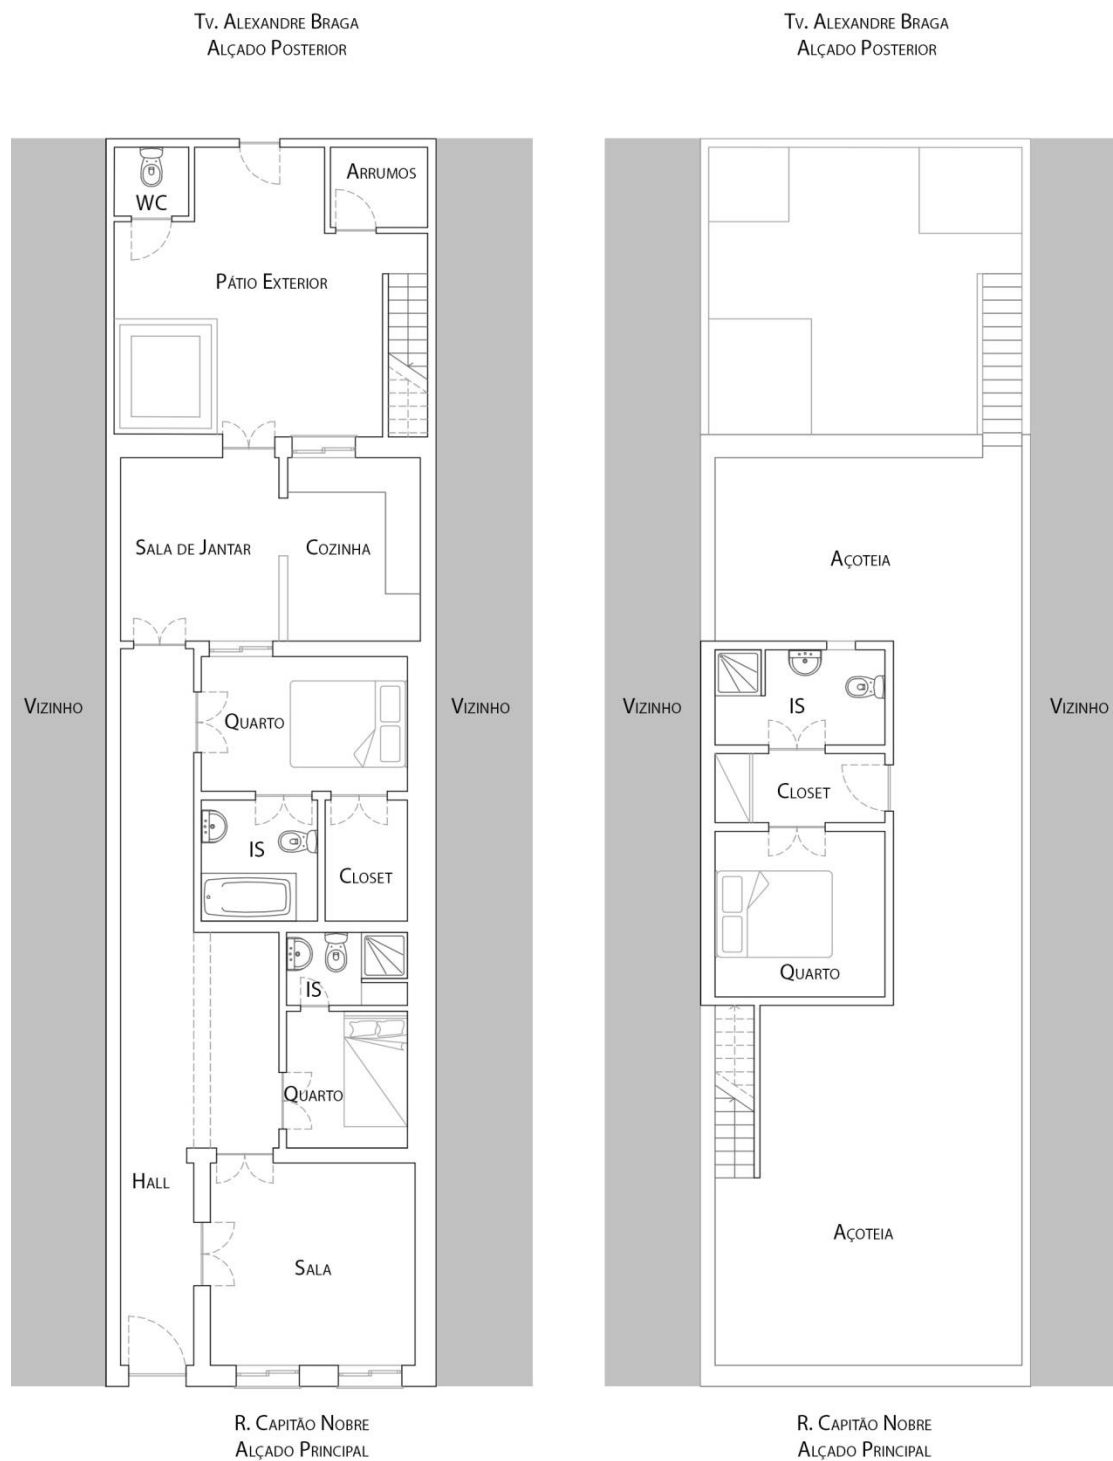 Tv. Alexandre Braga
Alçado Posterior
WC
Arrumos
Pátio Exterior
Sala de Jantar
Cozinha
Vizinho
Quarto
Vizinho
IS
Closet
IS
Quarto
Hall
Sala
R. Capitão Nobre
Alçado Principal
Tv. Alexandre Braga
Alçado Posterior
Açoteia
Vizinho
IS
Vizinho
Closet
Quarto
Açoteia
R. Capitão Nobre
Alçado Principal